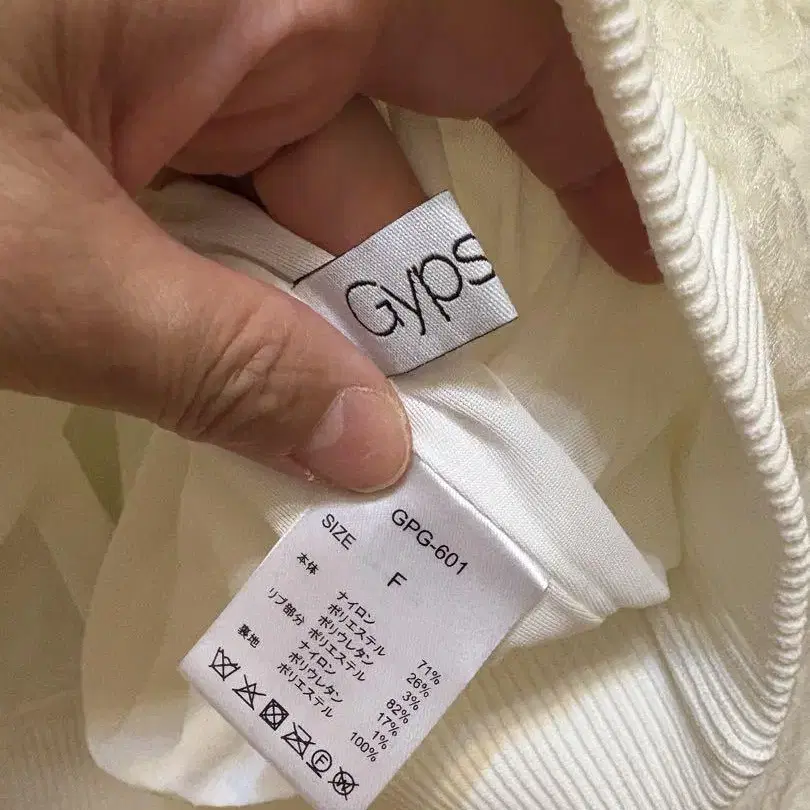 Gyps
GPG-601
SIZE F
本体 ナイロン 71%
ポリエステル 26%
ポリウレタン 3%
リブ部分 ポリエステル 82%
ナイロン 17%
ポリウレタン 1%
裏地 ポリエステル 100%
F